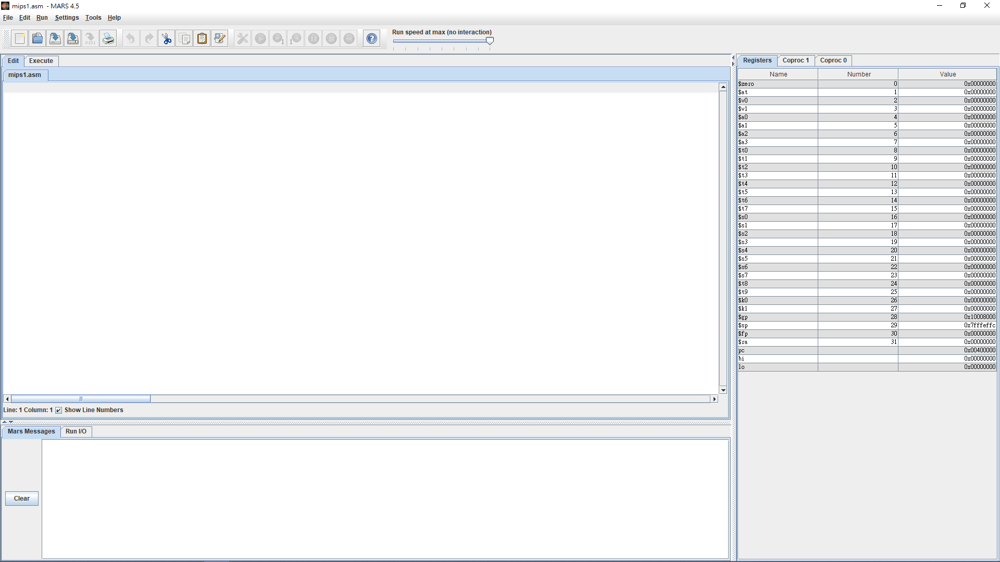 mips1.asm - MARS 4.5
File Edit Run Settings Tools Help
Run speed at max (no interaction)
0101
1
1
Edit Execute
mips1.asm
Line: 1 Column: 1 Show Line Numbers
Mars Messages Run I/O
Clear
Registers Coproc 1 Coproc 0
Name Number Value
$zero 0 0x00000000
$at 1 0x00000000
$v0 2 0x00000000
$v1 3 0x00000000
$a0 4 0x00000000
$a1 5 0x00000000
$a2 6 0x00000000
$a3 7 0x00000000
$t0 8 0x00000000
$t1 9 0x00000000
$t2 10 0x00000000
$t3 11 0x00000000
$t4 12 0x00000000
$t5 13 0x00000000
$t6 14 0x00000000
$t7 15 0x00000000
$s0 16 0x00000000
$s1 17 0x00000000
$s2 18 0x00000000
$s3 19 0x00000000
$s4 20 0x00000000
$s5 21 0x00000000
$s6 22 0x00000000
$s7 23 0x00000000
$t8 24 0x00000000
$t9 25 0x00000000
$k0 26 0x00000000
$k1 27 0x00000000
$gp 28 0x10008000
$sp 29 0x7fffeffc
$fp 30 0x00000000
$ra 31 0x00000000
pc 0x00400000
hi 0x00000000
lo 0x00000000